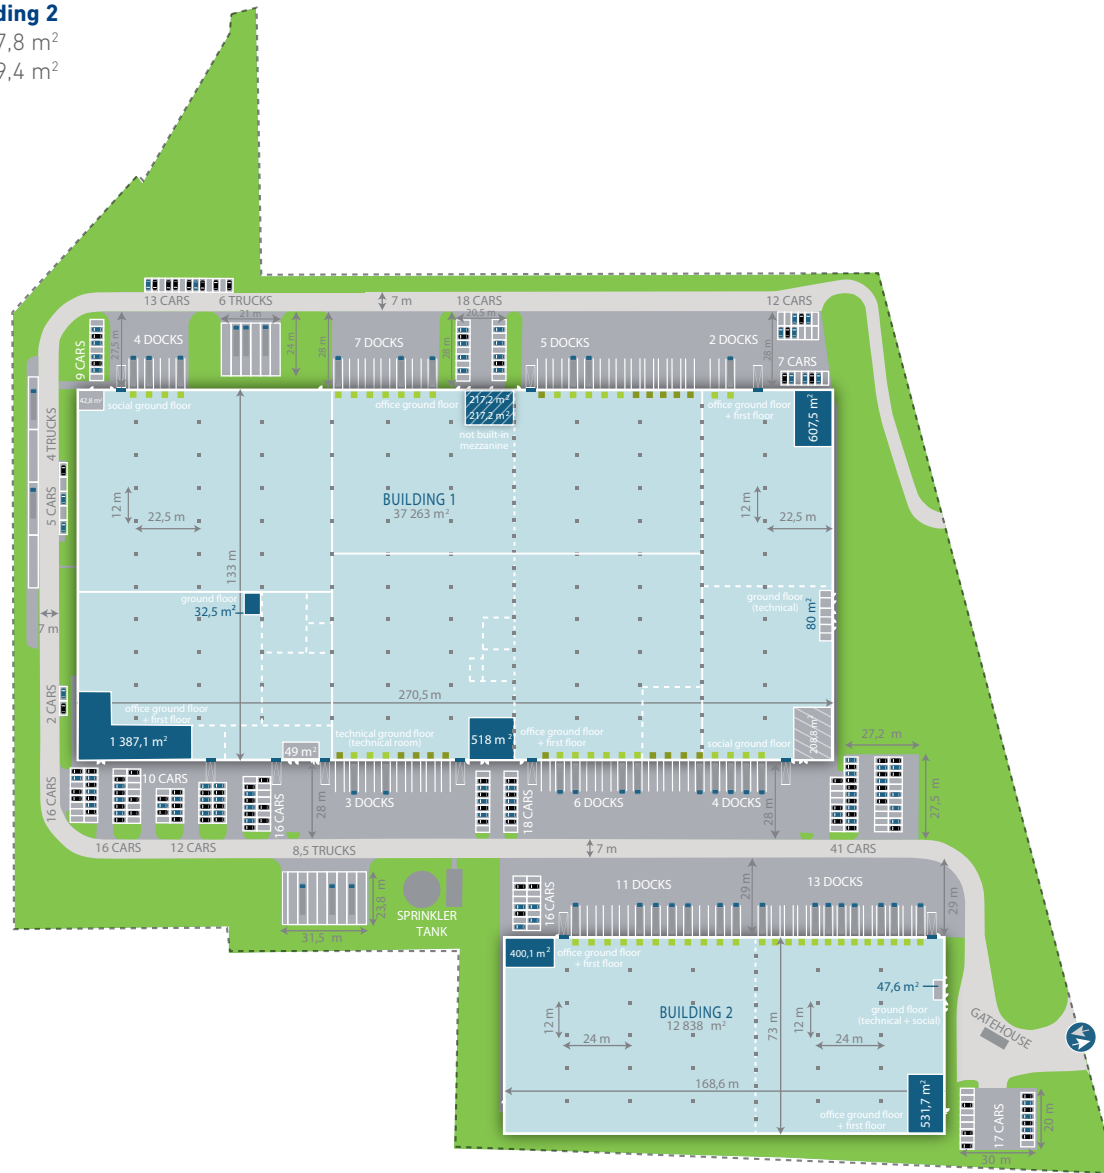 ding 2
7,8 m²
9,4 m²
13 CARS
6 TRUCKS
21 m
7 m
18 CARS
20,5 m
12 CARS
9 CARS
27,5 m
4 DOCKS
24 m
28 m
7 DOCKS
28 m
5 DOCKS
2 DOCKS
28 m
7 CARS
42,8 m²
social ground floor
office ground floor
217,2 m²
217,2 m²
not built-in
mezzanine
office ground floor
+ first floor
607,5 m²
4 TRUCKS
5 CARS
12 m
22,5 m
BUILDING 1
37 263 m²
12 m
22,5 m
133 m
ground floor
32,5 m²
ground floor
(technical)
80 m²
7 m
2 CARS
270,5 m
office ground floor
+ first floor
1 387,1 m²
49 m²
technical ground floor
(technical room)
518 m²
office ground floor
+ first floor
social ground floor
208,8 m²
27,2 m
27,5 m
16 CARS
10 CARS
16 CARS
28 m
3 DOCKS
18 CARS
6 DOCKS
4 DOCKS
28 m
16 CARS
12 CARS
8,5 TRUCKS
7 m
41 CARS
23,8 m
31,5 m
SPRINKLER
TANK
16 CARS
11 DOCKS
29 m
13 DOCKS
29 m
400,1 m²
office ground floor
+ first floor
47,6 m²
ground floor
(technical + social)
12 m
24 m
BUILDING 2
12 838 m²
73 m
12 m
24 m
168,6 m
office ground floor
+ first floor
531,7 m²
GATEHOUSE
17 CARS
20 m
30 m